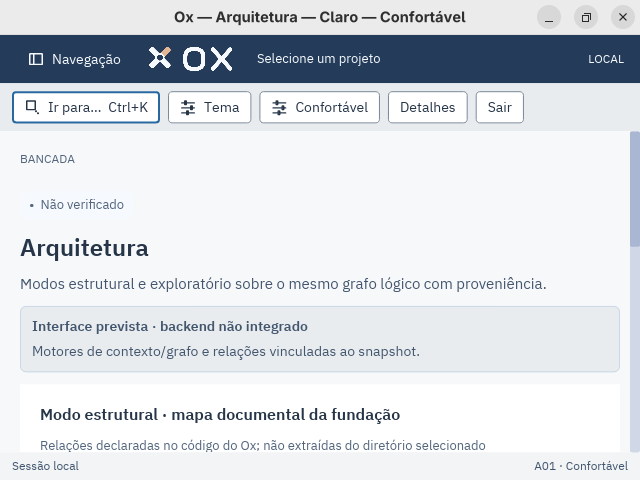 Ox — Arquitetura — Claro — Confortável
Navegação
OX
Selecione um projeto
LOCAL
Ir para... Ctrl+K
Tema
Confortável
Detalhes
Sair
BANCADA
• Não verificado
Arquitetura
Modos estrutural e exploratório sobre o mesmo grafo lógico com proveniência.
Interface prevista · backend não integrado
Motores de contexto/grafo e relações vinculadas ao snapshot.
Modo estrutural · mapa documental da fundação
Relações declaradas no código do Ox; não extraídas do diretório selecionado
Sessão local
A01 · Confortável